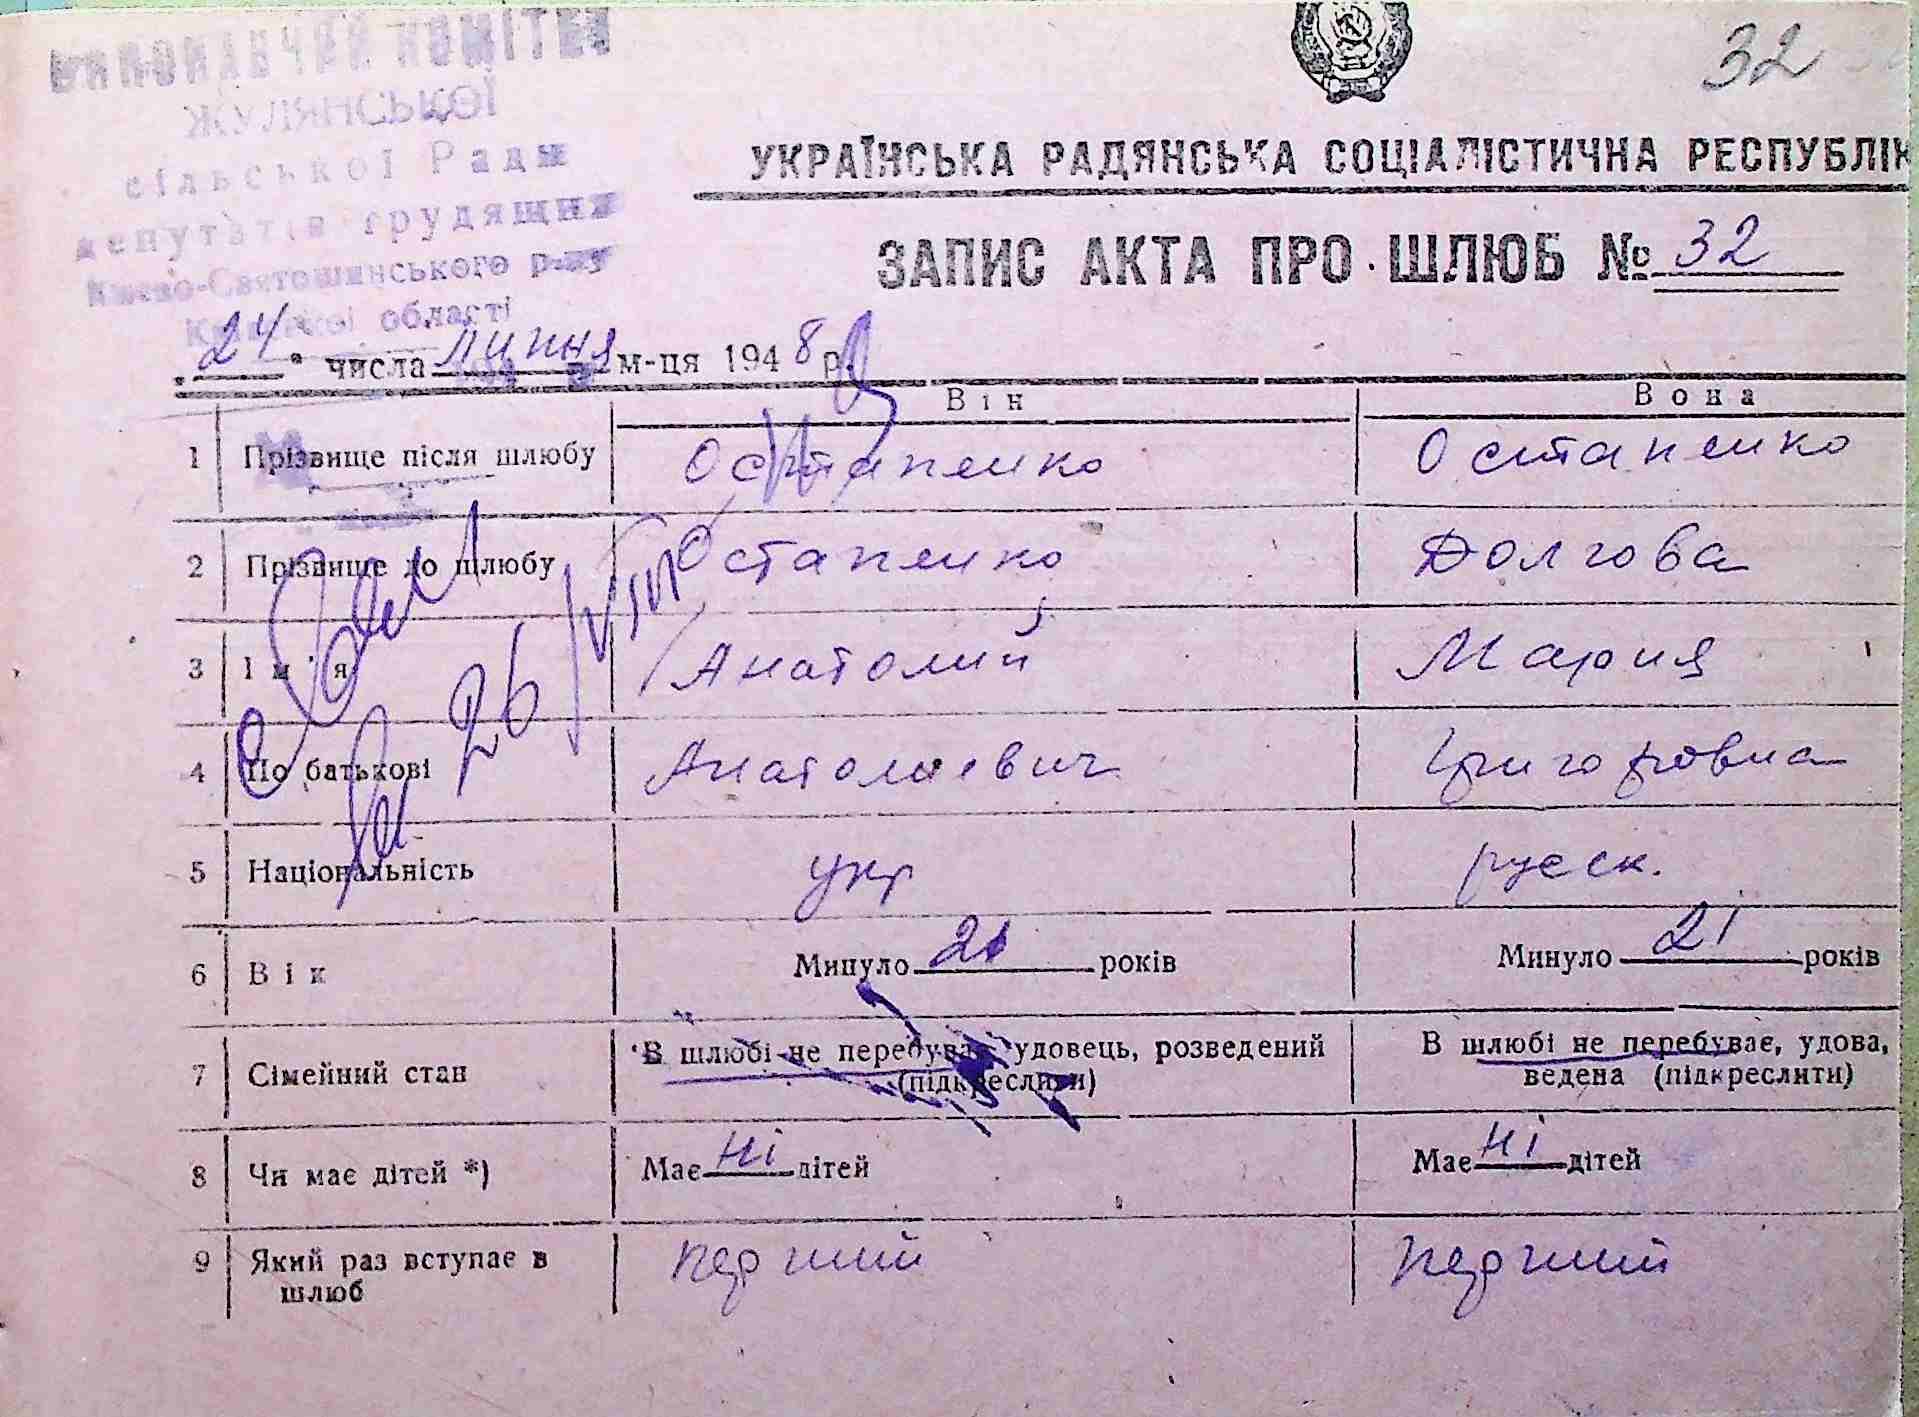 32
ВИКОНАВЧИЙ КОМІТЕТ
ЖУЛЯНСЬКОЇ
сільської Ради
депутатів трудящих
Києво-Святошинського р-ну
Київської області
УКРАЇНСЬКА РАДЯНСЬКА СОЦІАЛІСТИЧНА РЕСПУБЛІК
ЗАПИС АКТА ПРО ШЛЮБ № 32
„24" числа липня м-ця 1948 р.
Він Вона
1 Прізвище після шлюбу Остапенко Остапенко
2 Прізвище до шлюбу Остапенко Долгова
3 Ім'я Анатолий Мария
4 По батькові Анатолиевич Григоровна
5 Національність укр русск.
6 Вік Минуло 21 років Минуло 21 років
7 Сімейний стан В шлюбі не перебуває, удовець, розведений (підкреслити) В шлюбі не перебуває, удова, ведена (підкреслити)
8 Чи має дітей *) Має ні дітей Має ні дітей
9 Який раз вступає в шлюб перший перший
26/VIII